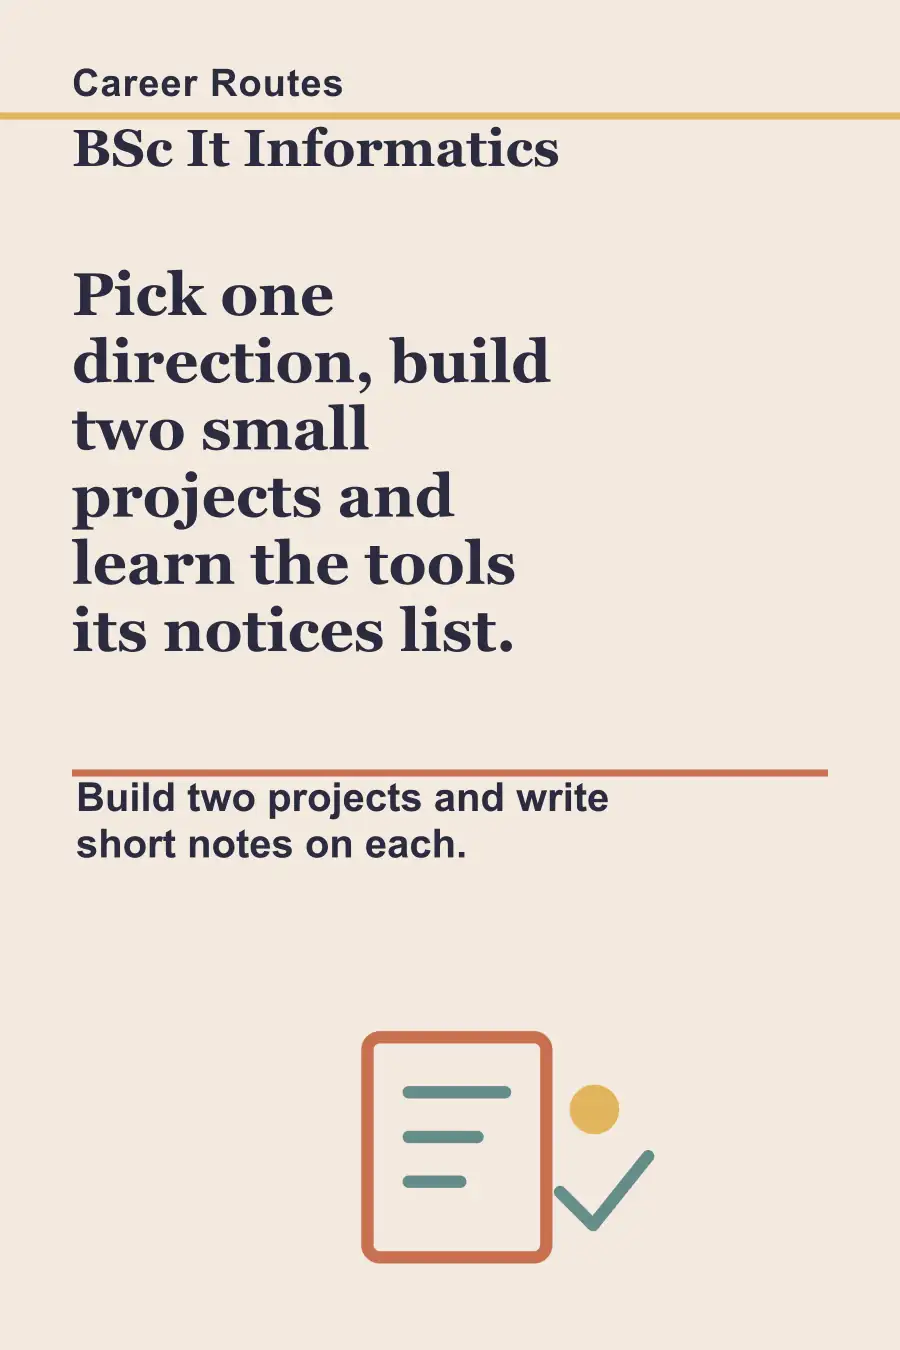 Career Routes
BSc It Informatics
Pick one
direction, build
two small
projects and
learn the tools
its notices list.
Build two projects and write
short notes on each.